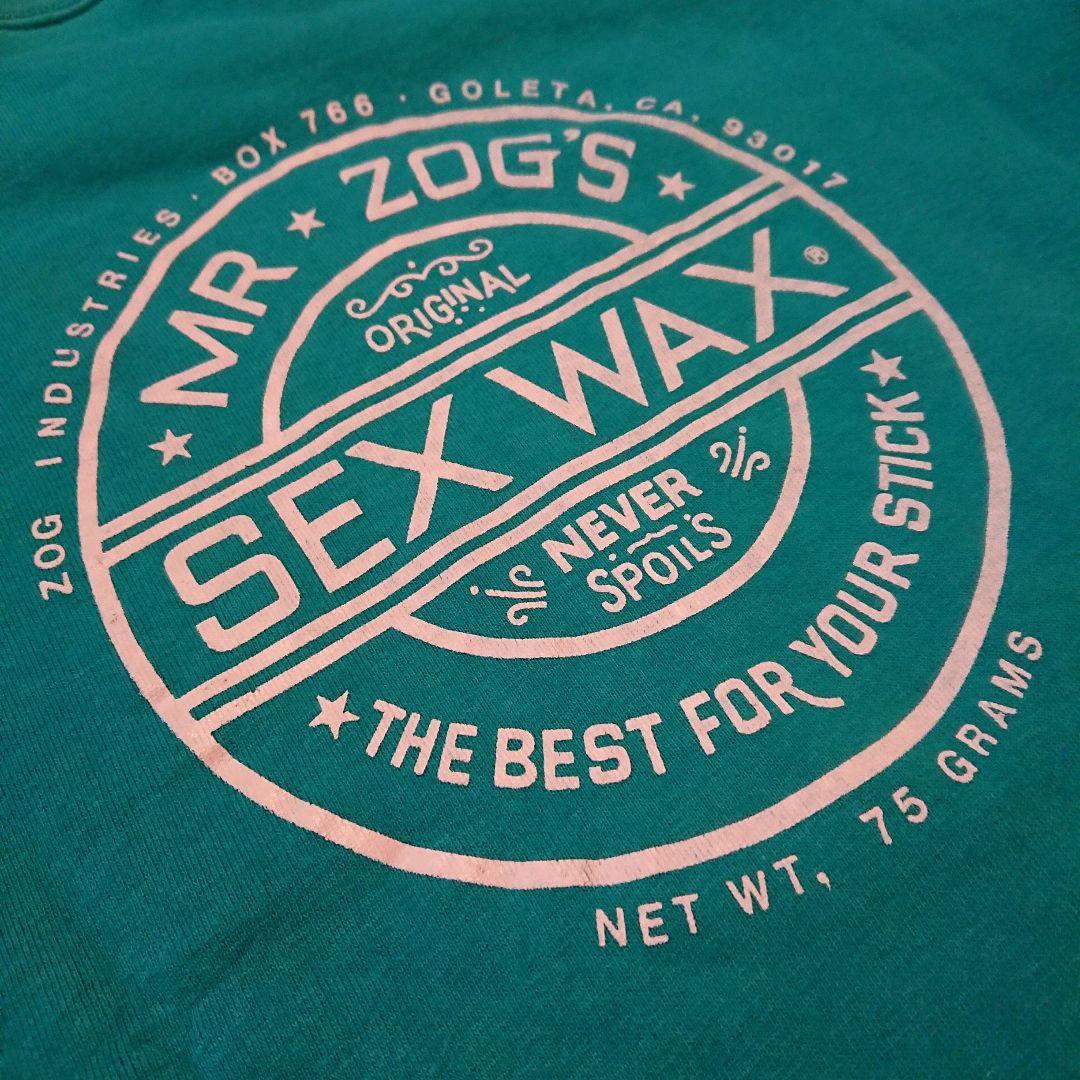 ZOG INDUSTRIES · BOX 766 · GOLETA, CA, 93017
MR ZOG'S
ORIGINAL
SEX WAX®
NEVER
SPOILS
THE BEST FOR YOUR STICK
NET WT, 75 GRAMS